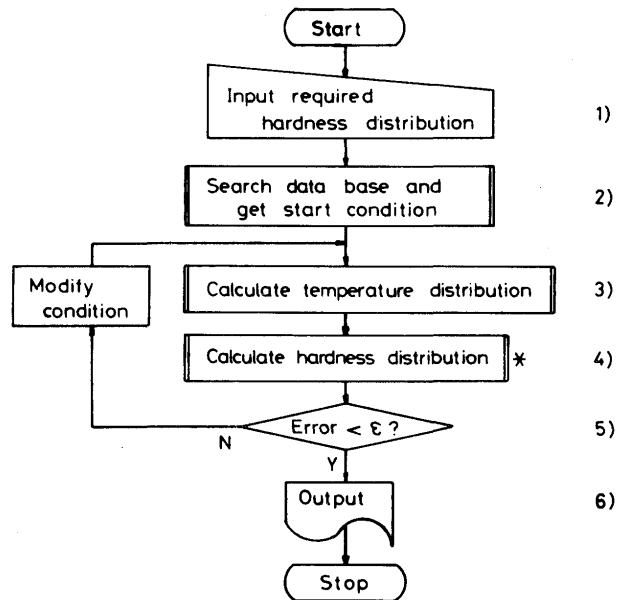 Start
Input required
hardness distribution
1)
Search data base and
get start condition
2)
Modify
condition
Calculate temperature distribution
3)
Calculate hardness distribution *
4)
Error < ε ?
5)
N
Y
Output
6)
Stop